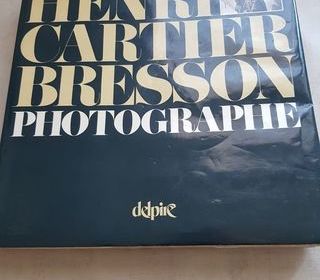 HENRI
CARTIER
BRESSON
PHOTOGRAPHE
delpire